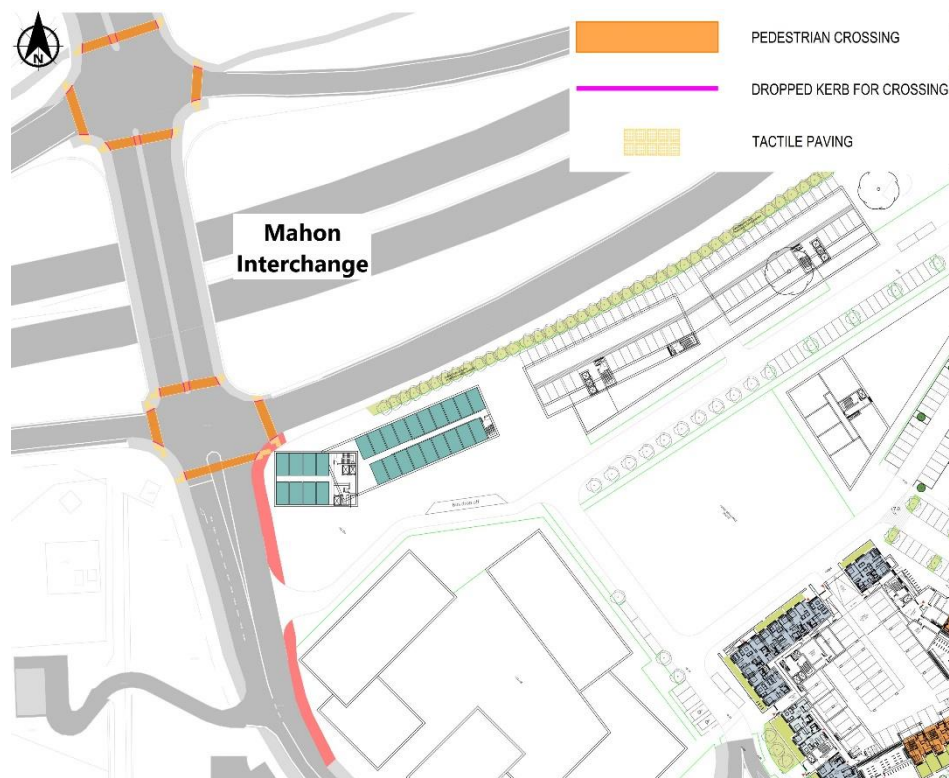 N
PEDESTRIAN CROSSING
DROPPED KERB FOR CROSSING
TACTILE PAVING
Mahon
Interchange